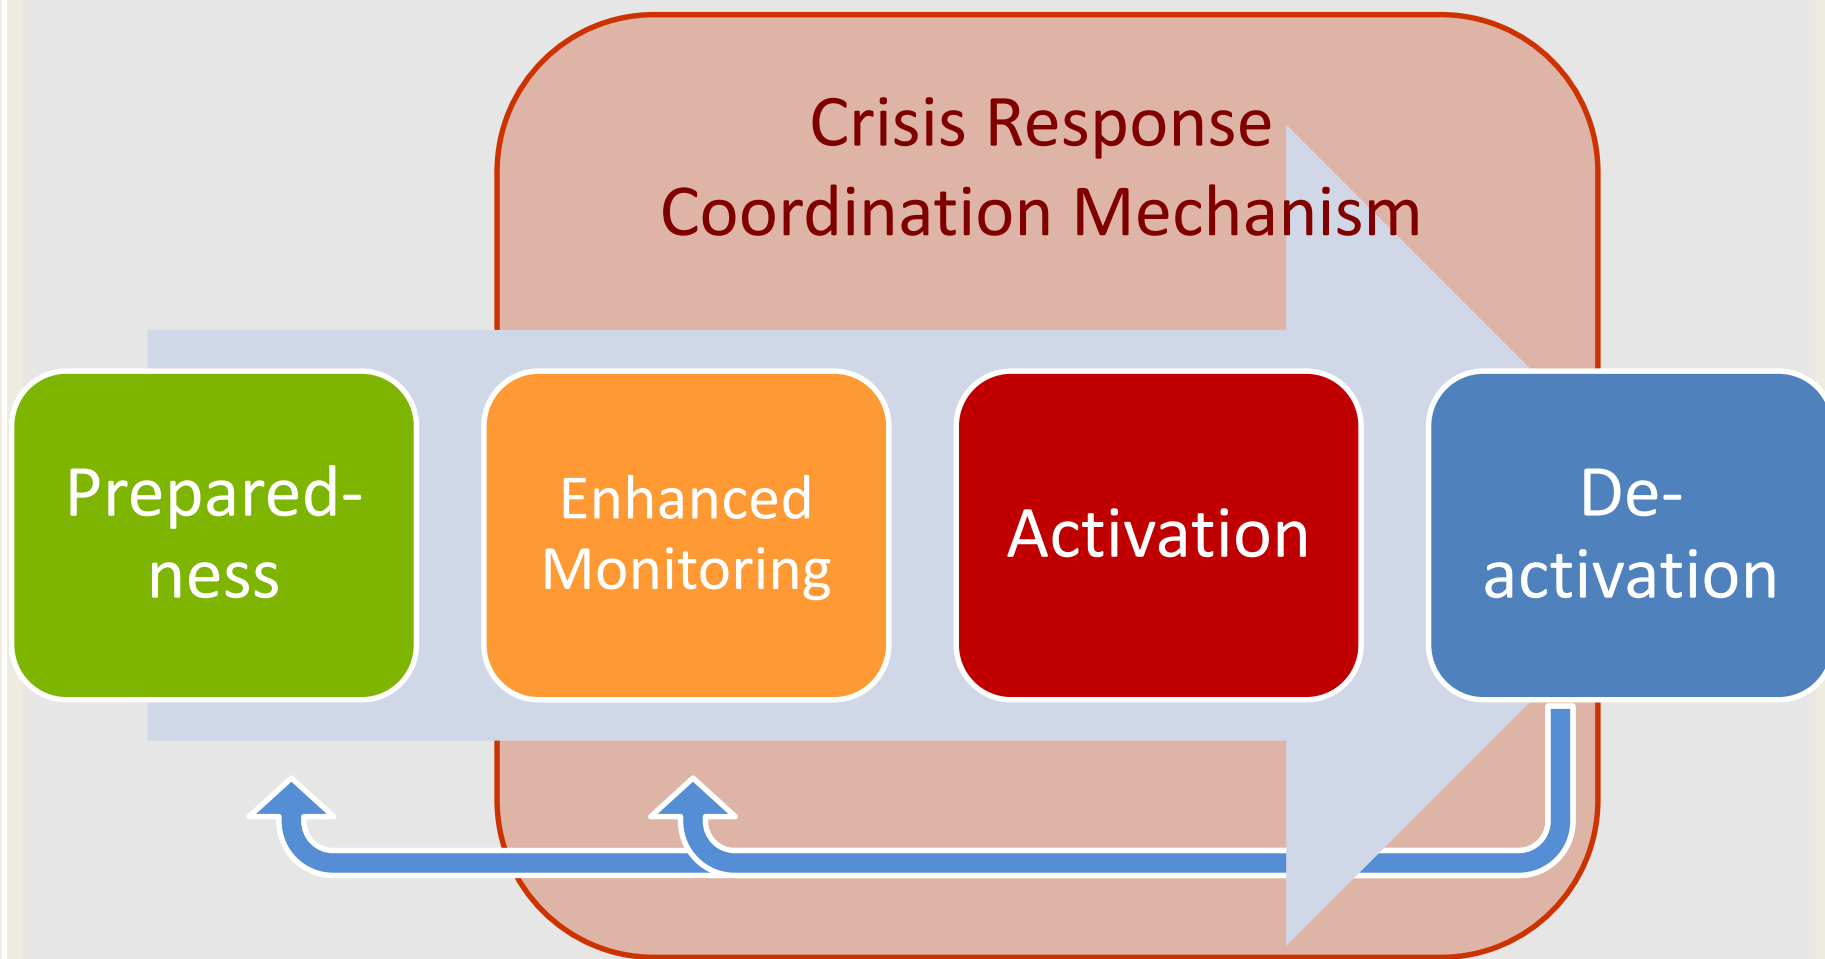 Crisis Response
Coordination Mechanism
Prepared-
ness
Enhanced
Monitoring
Activation
De-
activation